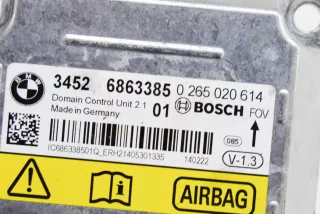 BMW
3452 6863385 0 265 020 614
Domain Control Unit 2.1
Made in Germany
01 BOSCH FOV
085
IC686338501Q_ERH21405301335
140222
V-1.3
AIRBAG